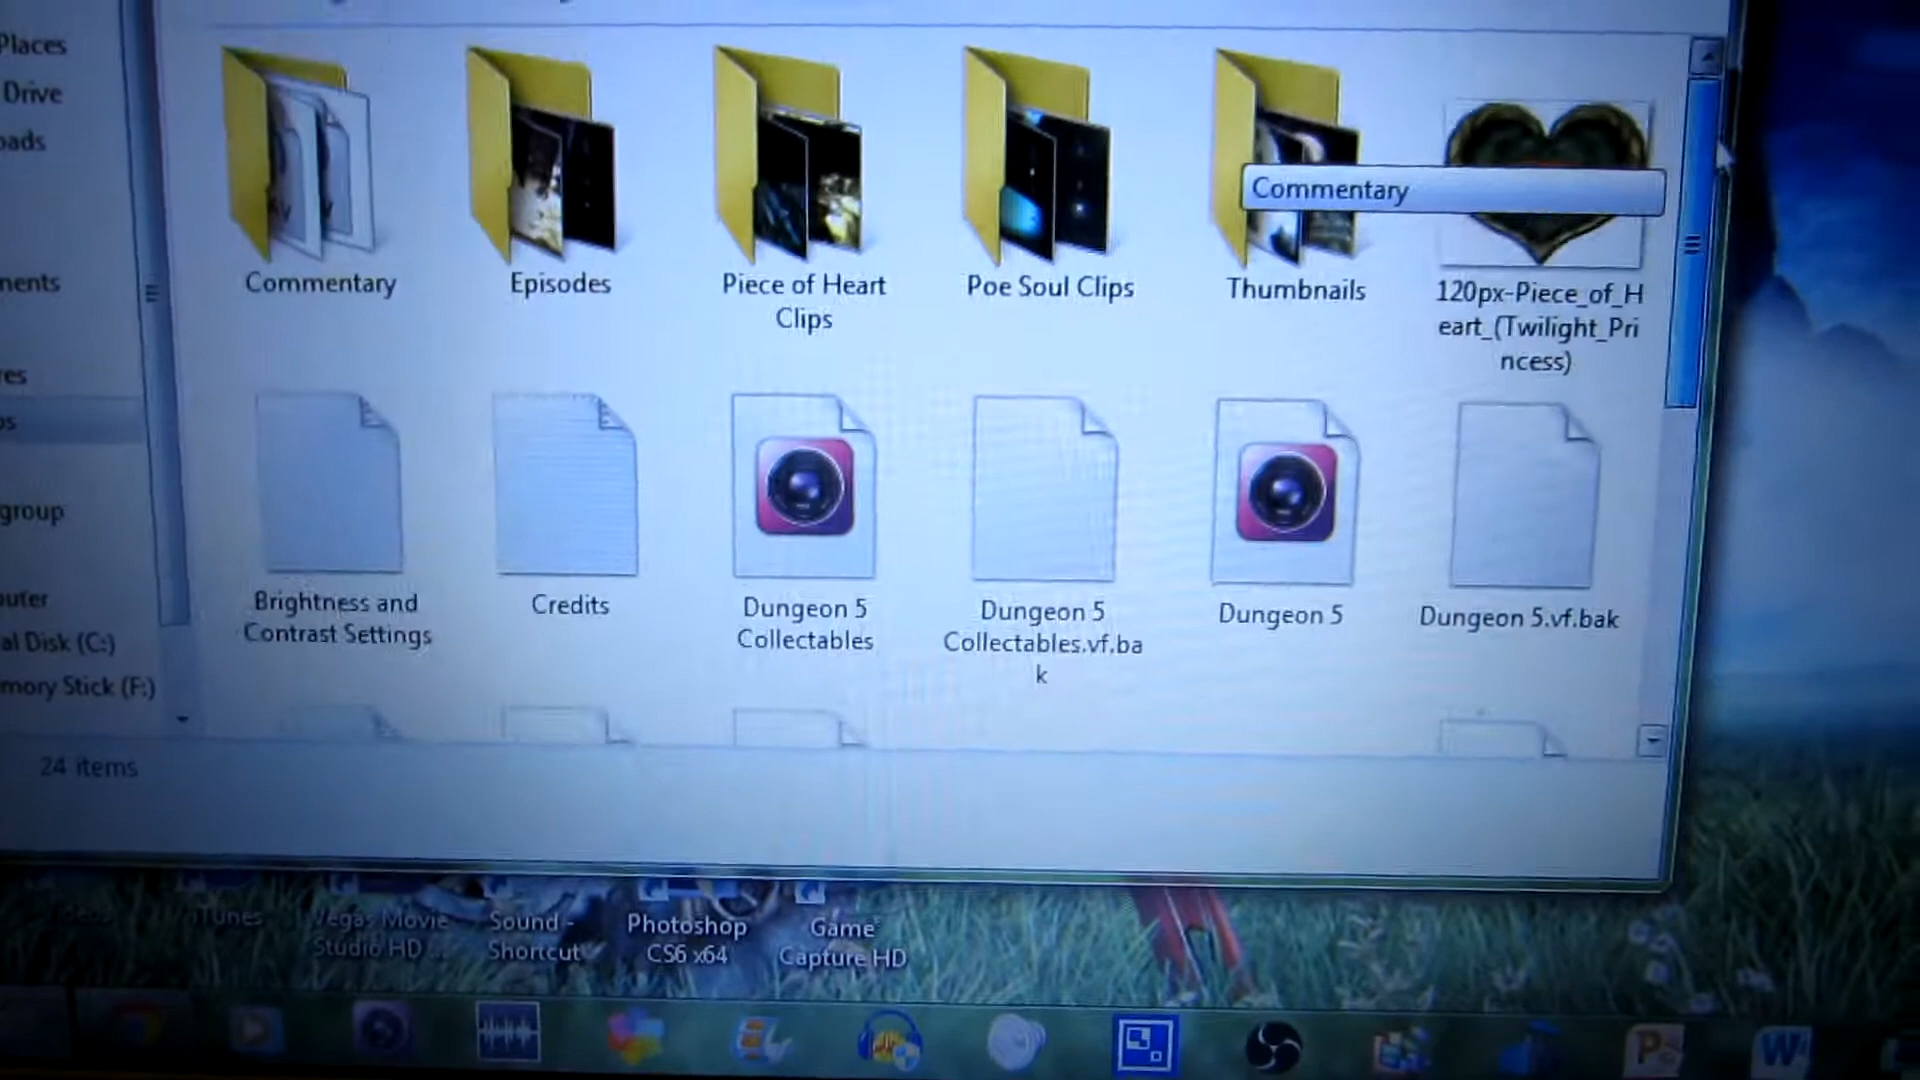 Places
Drive
oads
nents
res
os
group
outer
al Disk (C:)
mory Stick (F:)
Commentary
Episodes
Piece of Heart
Clips
Poe Soul Clips
Thumbnails
Commentary
120px-Piece_of_H
eart_(Twilight_Pri
ncess)
Brightness and
Contrast Settings
Credits
Dungeon 5
Collectables
Dungeon 5
Collectables.vf.ba
k
Dungeon 5
Dungeon 5.vf.bak
24 items
iTunes
Vegas Movie
Studio HD ...
Sound -
Shortcut
Photoshop
CS6 x64
Game
Capture HD